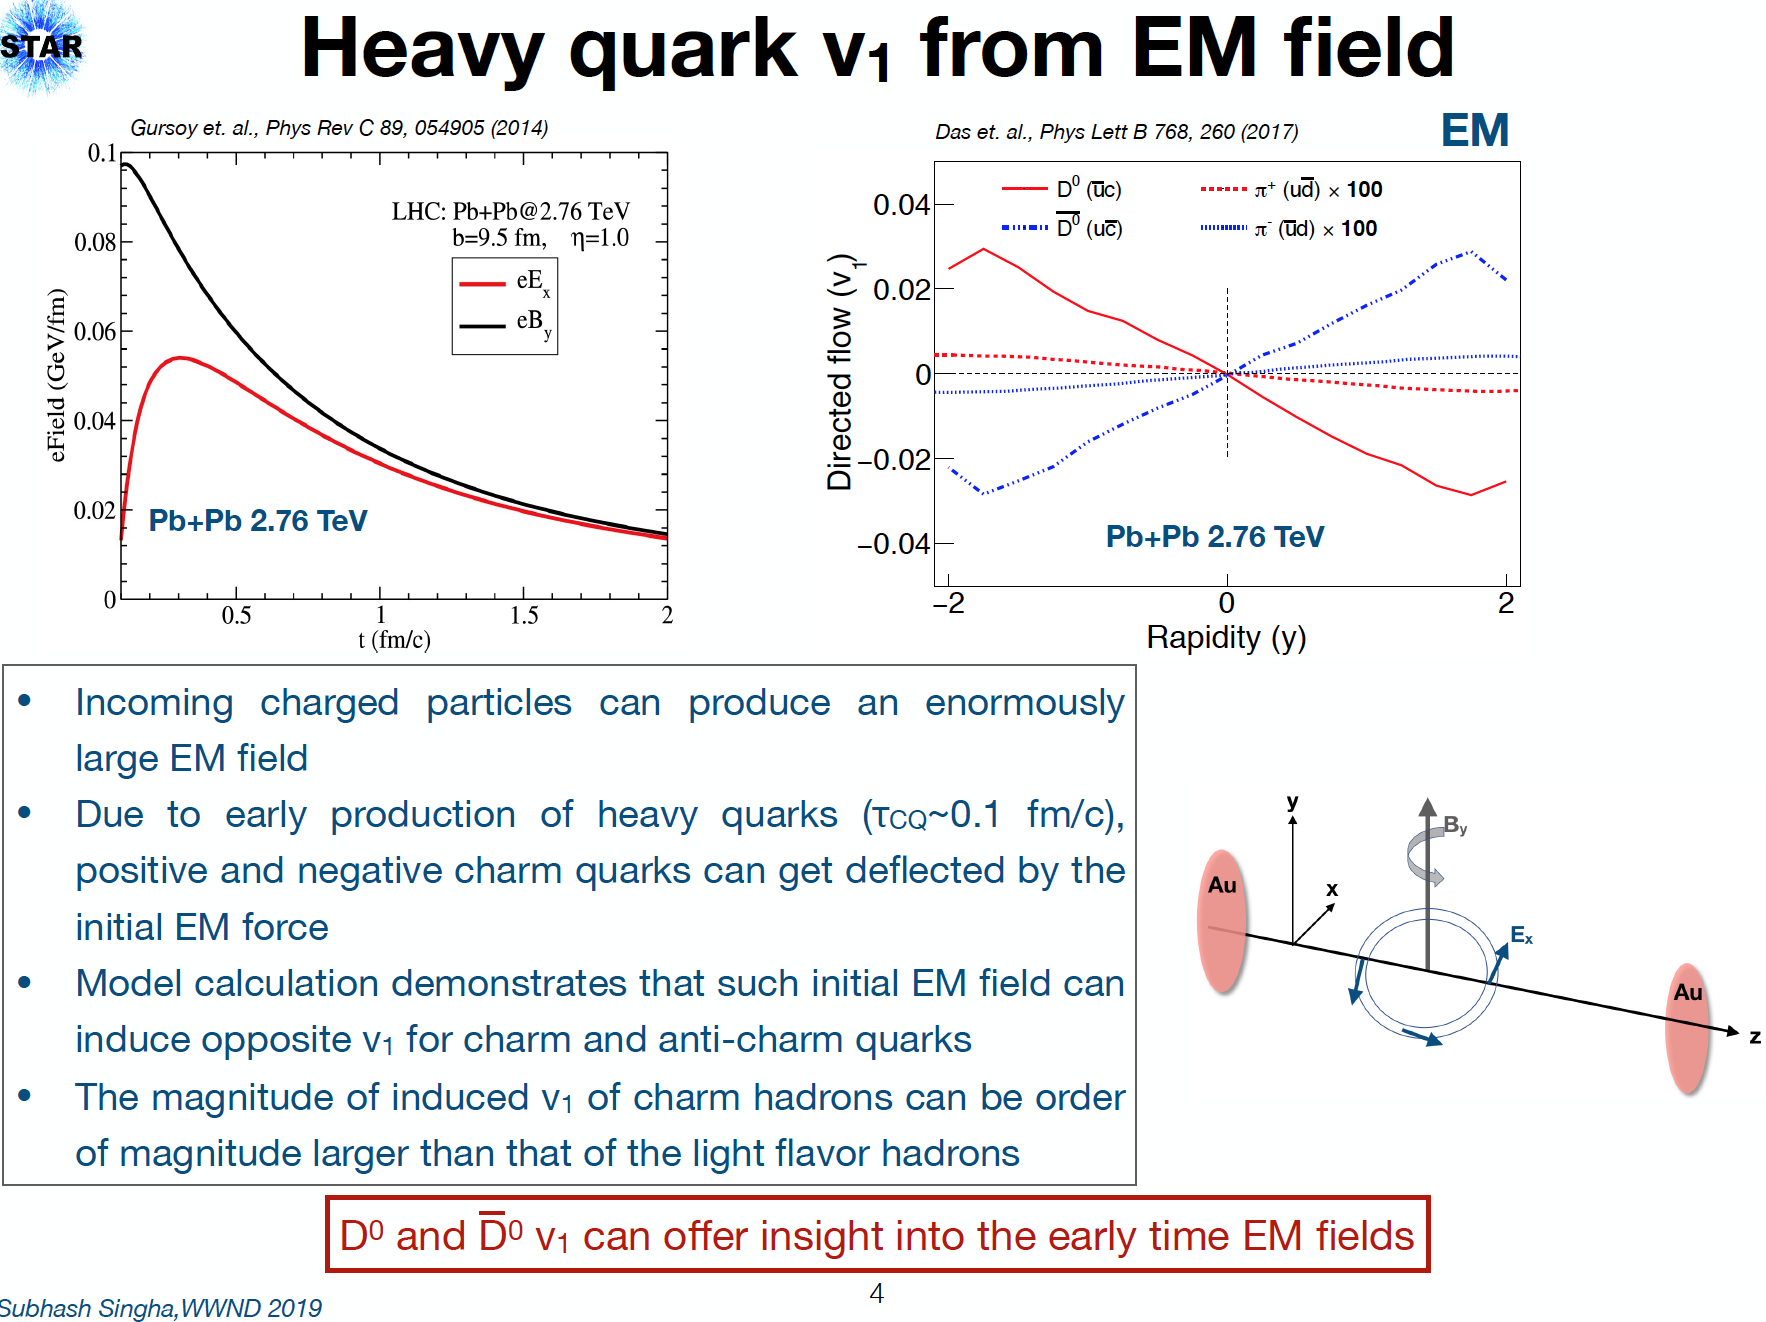 STAR
Heavy quark v₁ from EM field
Gursoy et. al., Phys Rev C 89, 054905 (2014)
0.1
0.08
0.06
0.04
0.02
0
eField (GeV/fm)
LHC: Pb+Pb@2.76 TeV
b=9.5 fm, η=1.0
eEₓ
eB_y
Pb+Pb 2.76 TeV
0.5 1 1.5 2
t (fm/c)
Das et. al., Phys Lett B 768, 260 (2017)
EM
D⁰ (u̅c) π⁺ (ud̅) × 100
D̅⁰ (uc̅) π⁻ (u̅d) × 100
0.04
0.02
0
−0.02
−0.04
Directed flow (v₁)
Pb+Pb 2.76 TeV
−2 0 2
Rapidity (y)
• Incoming charged particles can produce an enormously
large EM field
• Due to early production of heavy quarks (τ_CQ~0.1 fm/c),
positive and negative charm quarks can get deflected by the
initial EM force
• Model calculation demonstrates that such initial EM field can
induce opposite v₁ for charm and anti-charm quarks
• The magnitude of induced v₁ of charm hadrons can be order
of magnitude larger than that of the light flavor hadrons
y
B_y
Au
x
Eₓ
Au
z
D⁰ and D̅⁰ v₁ can offer insight into the early time EM fields
4
Subhash Singha,WWND 2019